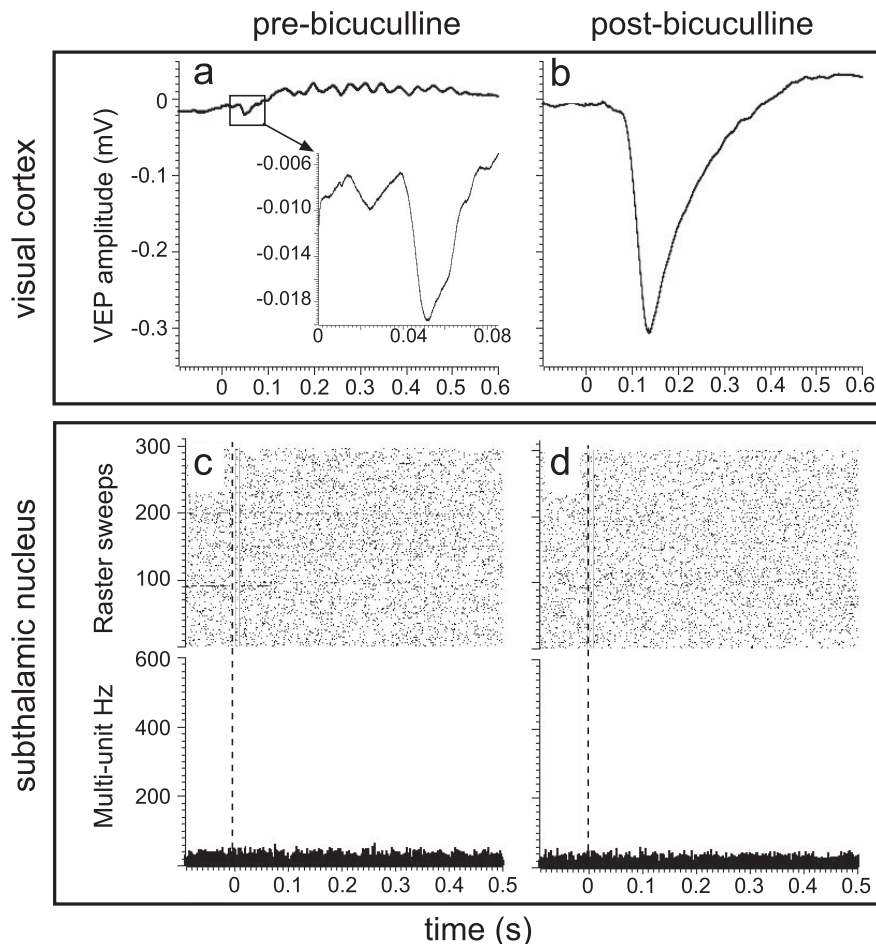 pre-bicuculline post-bicuculline
visual cortex
VEP amplitude (mV)
a
0
-0.1
-0.2
-0.3
-0.006
-0.010
-0.014
-0.018
0 0.04 0.08
0 0.1 0.2 0.3 0.4 0.5 0.6
b
0 0.1 0.2 0.3 0.4 0.5 0.6
subthalamic nucleus
Raster sweeps
300
200
100
c
d
Multi-unit Hz
600
400
200
0 0.1 0.2 0.3 0.4 0.5
0 0.1 0.2 0.3 0.4 0.5
time (s)